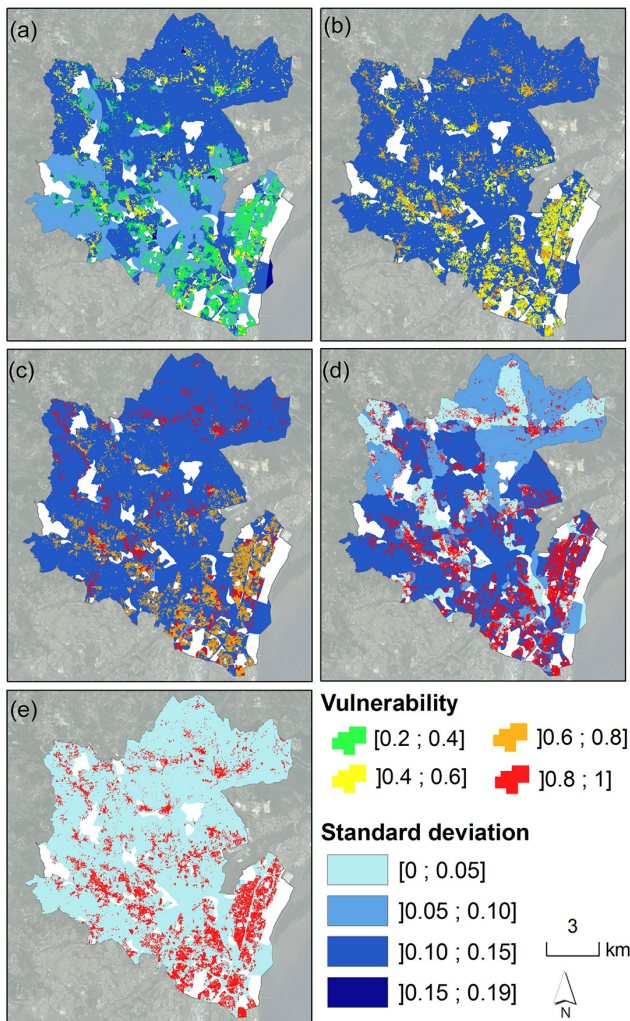 (a)
(b)
(c)
(d)
(e)
Vulnerability
]0.2 ; 0.4] ]0.6 ; 0.8]
]0.4 ; 0.6] ]0.8 ; 1]
Standard deviation
[0 ; 0.05]
]0.05 ; 0.10]
]0.10 ; 0.15]
]0.15 ; 0.19]
3
km
N